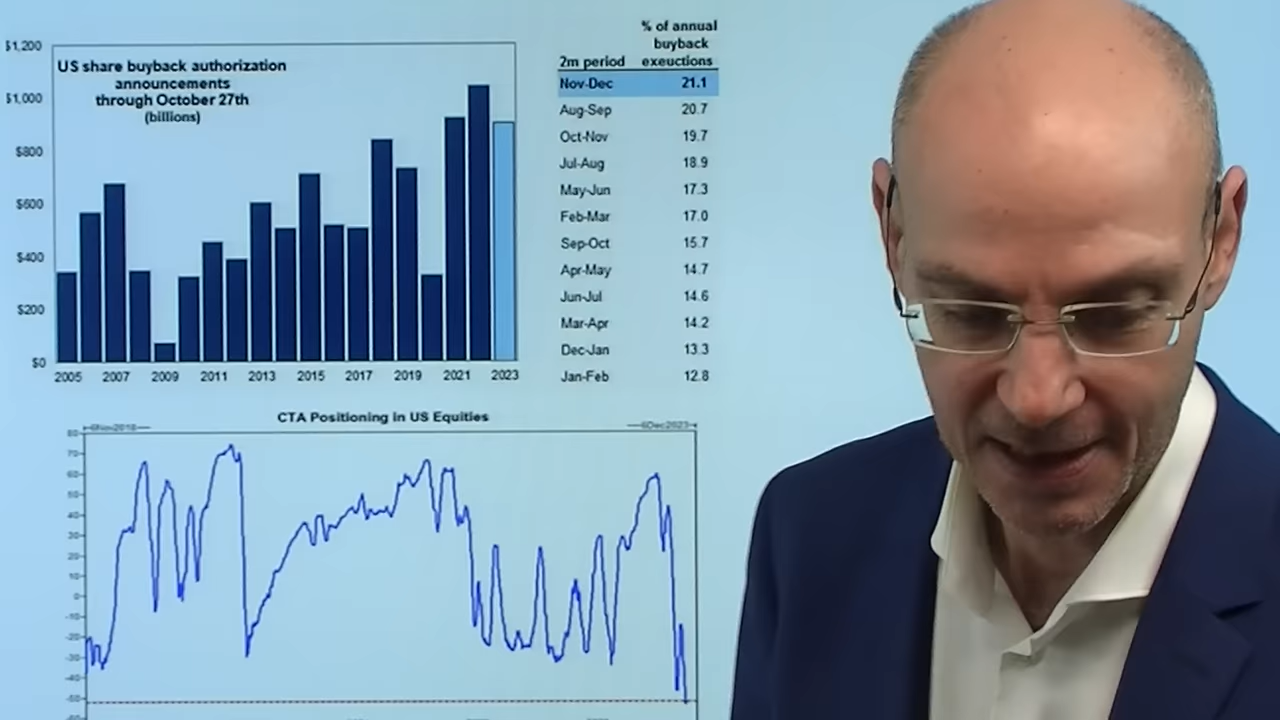 $1,200
$1,000
$800
$600
$400
$200
$0
US share buyback authorization
announcements
through October 27th
(billions)
2005 2007 2009 2011 2013 2015 2017 2019 2021 2023
% of annual
buyback
2m period exeuctions
Nov-Dec 21.1
Aug-Sep 20.7
Oct-Nov 19.7
Jul-Aug 18.9
May-Jun 17.3
Feb-Mar 17.0
Sep-Oct 15.7
Apr-May 14.7
Jun-Jul 14.6
Mar-Apr 14.2
Dec-Jan 13.3
Jan-Feb 12.8
CTA Positioning in US Equities
6Dec2023
80
70
60
50
40
30
20
10
0
-10
-20
-30
-40
-50